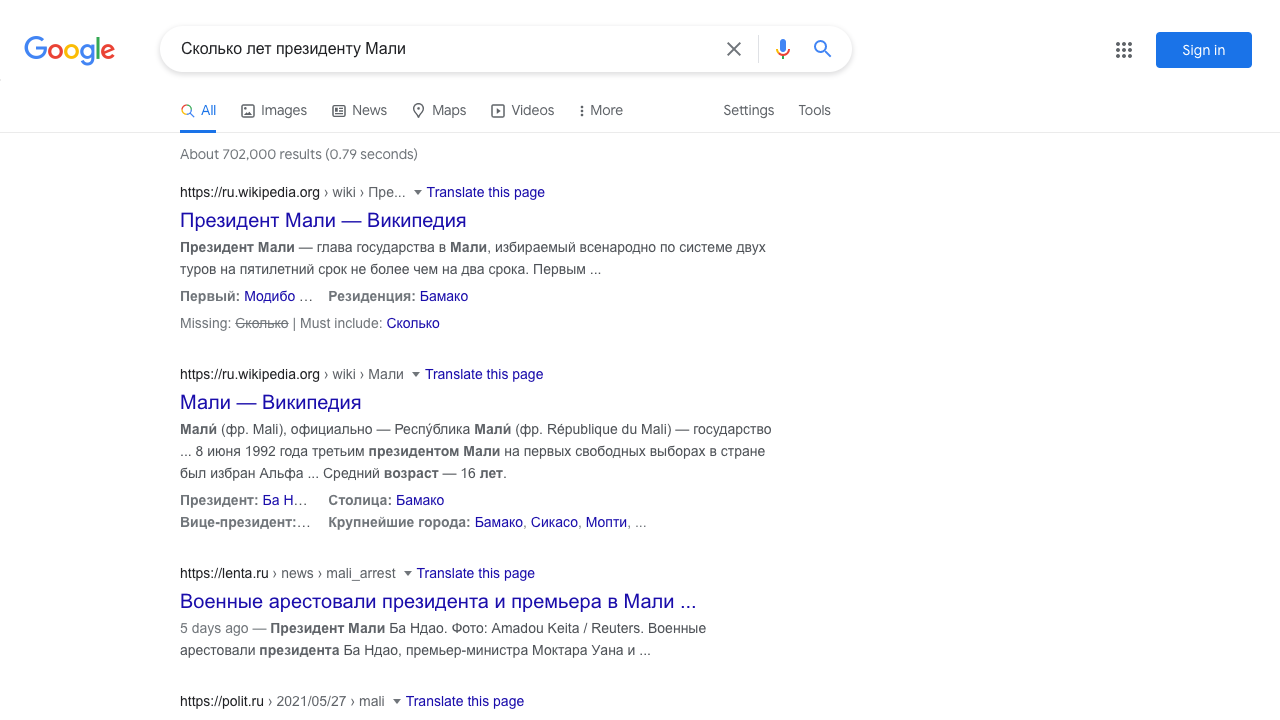 Google
Сколько лет президенту Мали
Sign in
All Images News Maps Videos More Settings Tools
About 702,000 results (0.79 seconds)
https://ru.wikipedia.org › wiki › Пре... Translate this page
Президент Мали — Википедия
Президент Мали — глава государства в Мали, избираемый всенародно по системе двух
туров на пятилетний срок не более чем на два срока. Первым ...
Первый: Модибо … Резиденция: Бамако
Missing: Сколько | Must include: Сколько
https://ru.wikipedia.org › wiki › Мали Translate this page
Мали — Википедия
Мали́ (фр. Mali), официально — Респу́блика Мали́ (фр. République du Mali) — государство
... 8 июня 1992 года третьим президентом Мали на первых свободных выборах в стране
был избран Альфа ... Средний возраст — 16 лет.
Президент: Ба Н… Столица: Бамако
Вице-президент:… Крупнейшие города: Бамако, Сикасо, Мопти, ...
https://lenta.ru › news › mali_arrest Translate this page
Военные арестовали президента и премьера в Мали ...
5 days ago — Президент Мали Ба Ндао. Фото: Amadou Keita / Reuters. Военные
арестовали президента Ба Ндао, премьер-министра Моктара Уана и ...
https://polit.ru › 2021/05/27 › mali Translate this page